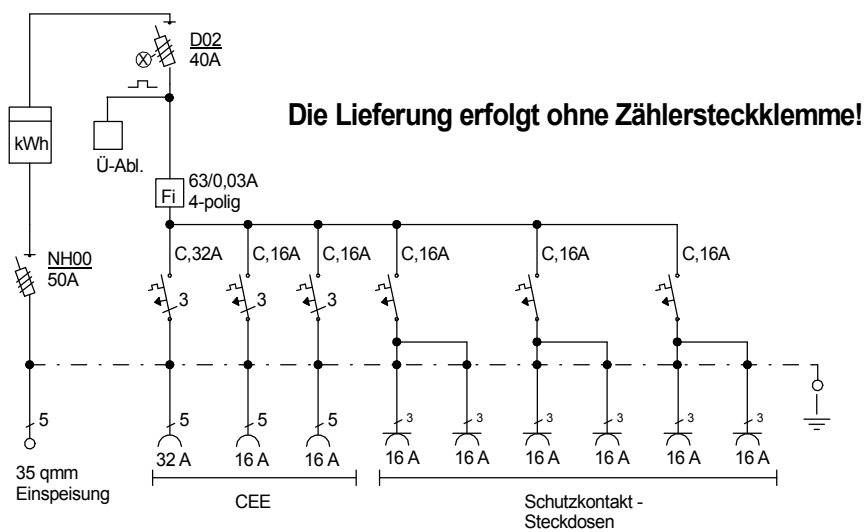 D02
40A
Die Lieferung erfolgt ohne Zählersteckklemme!
kWh
Ü-Abl.
Fi
63/0,03A
4-polig
NH00
50A
C,32A
C,16A
C,16A
C,16A
C,16A
C,16A
3
3
3
5
5
5
5
3
3
3
3
3
3
32 A
16 A
16 A
16 A
16 A
16 A
16 A
16 A
16 A
35 qmm
Einspeisung
CEE
Schutzkontakt -
Steckdosen